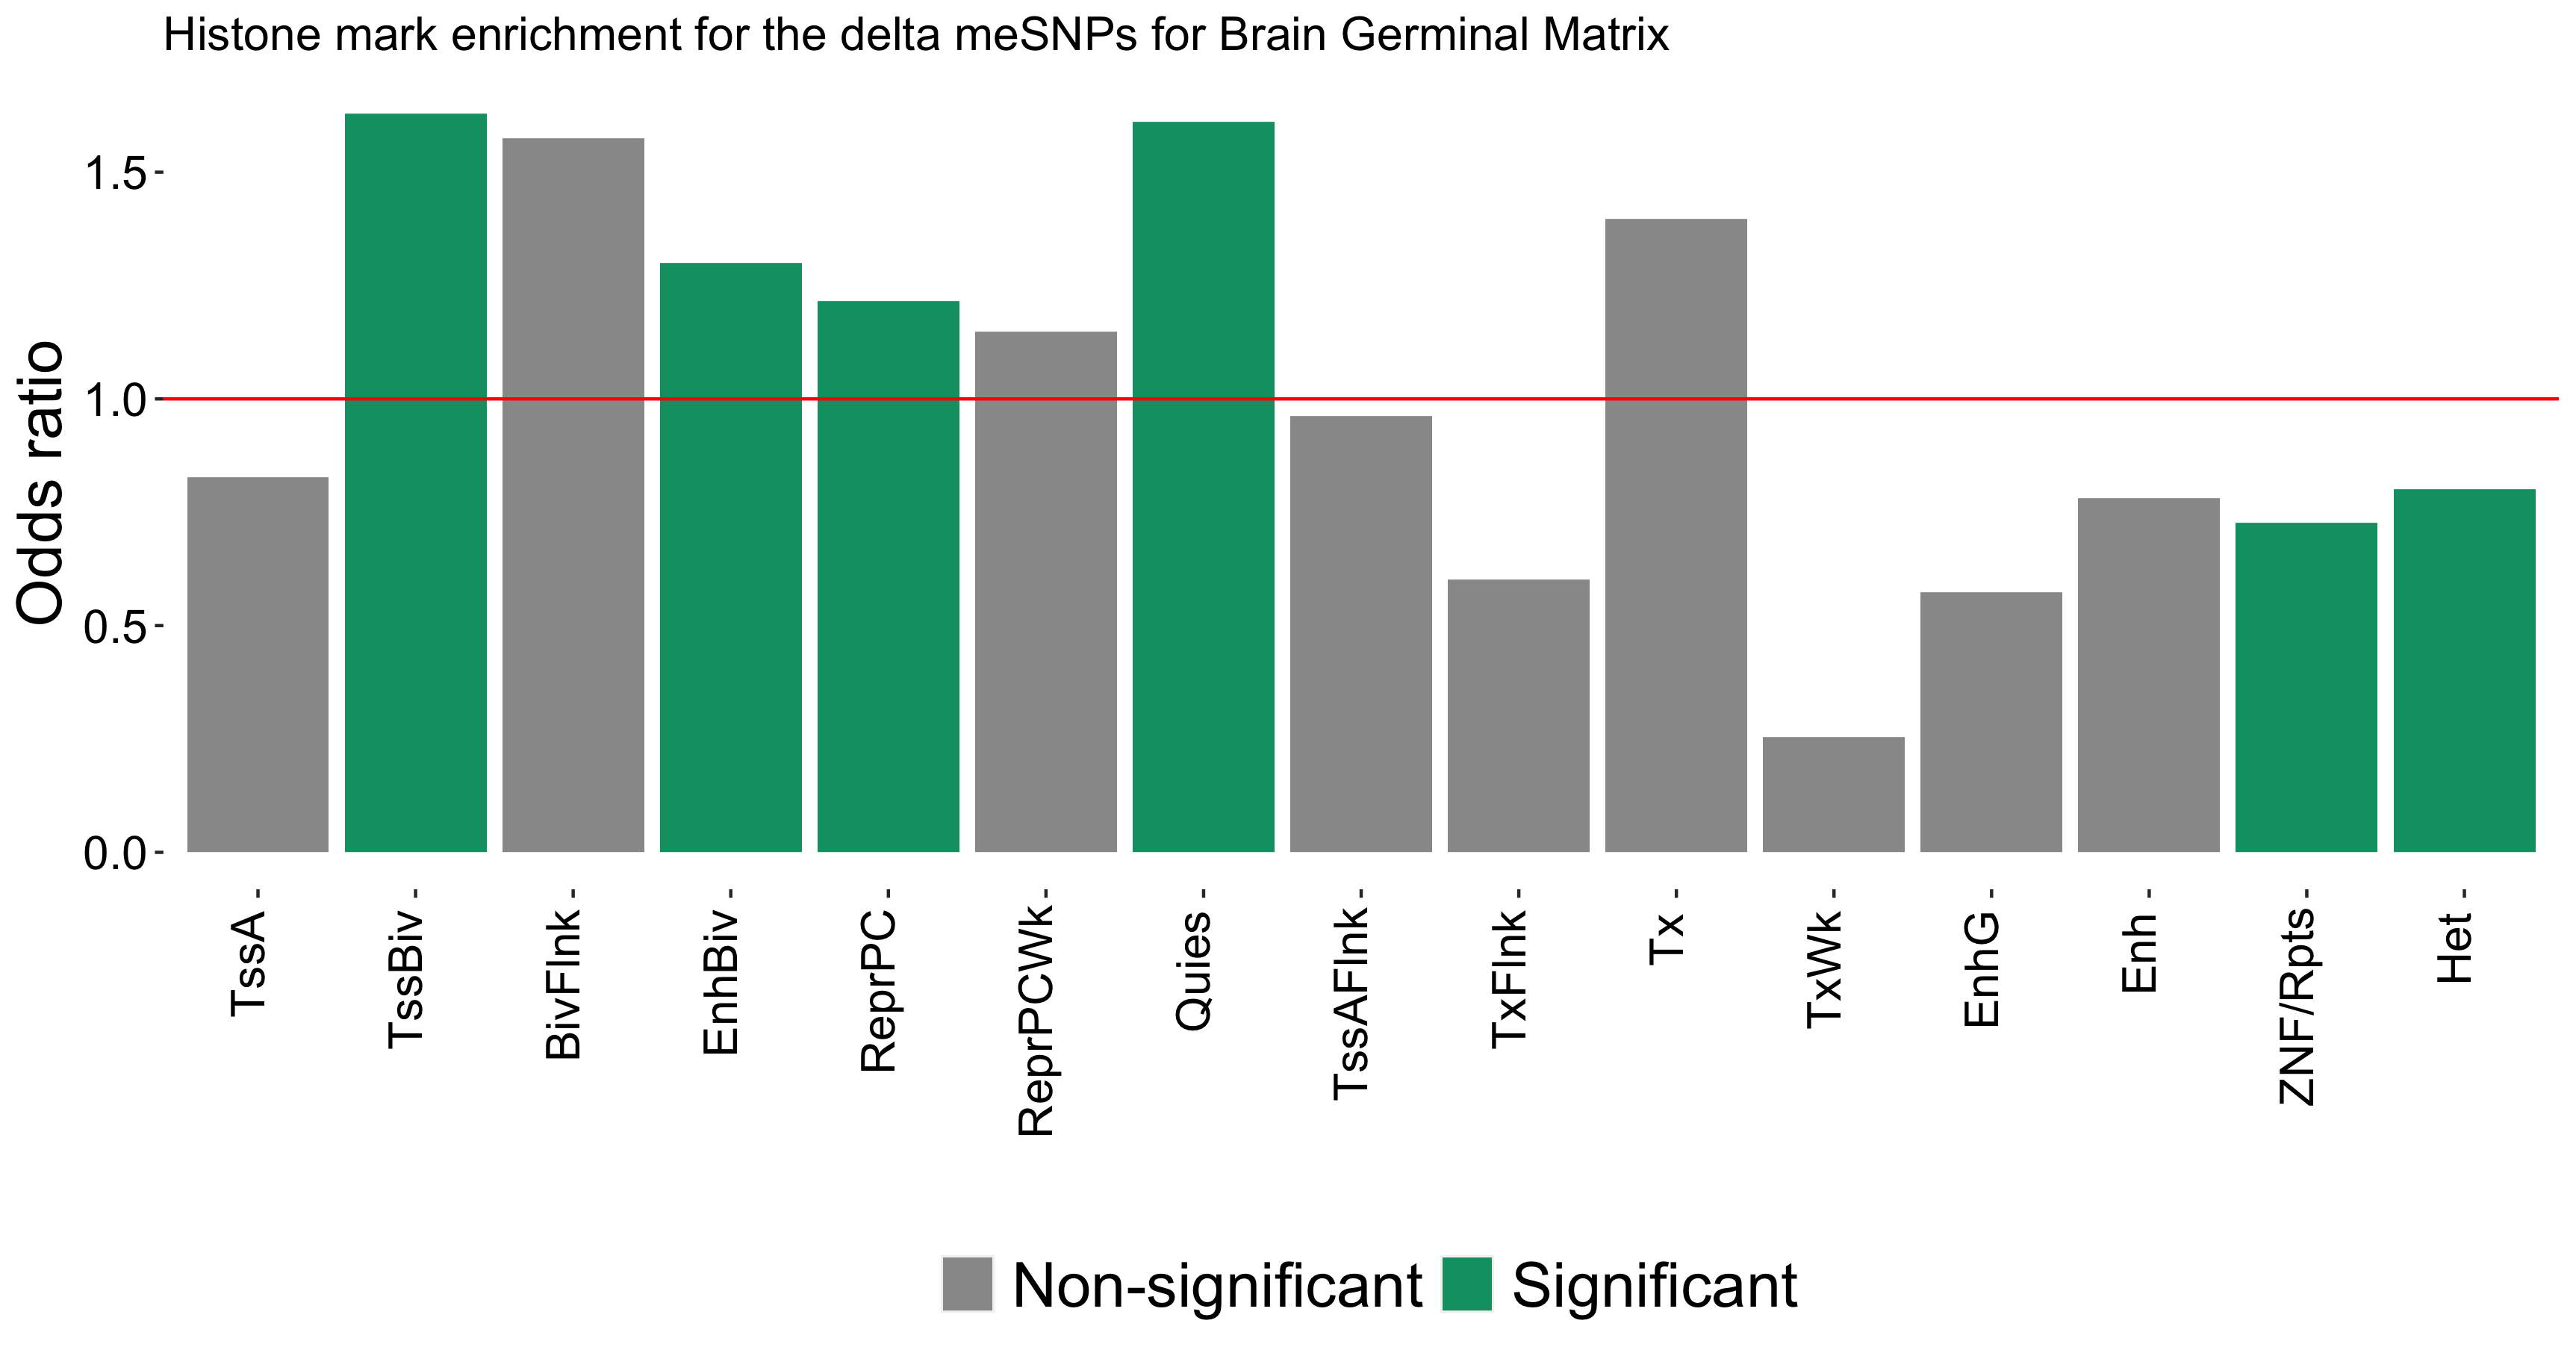 Histone mark enrichment for the delta meSNPs for Brain Germinal Matrix
Odds ratio
1.5
1.0
0.5
0.0
TssA
TssBiv
BivFlnk
EnhBiv
ReprPC
ReprPCWk
Quies
TssAFlnk
TxFlnk
Tx
TxWk
EnhG
Enh
ZNF/Rpts
Het
Non-significant
Significant